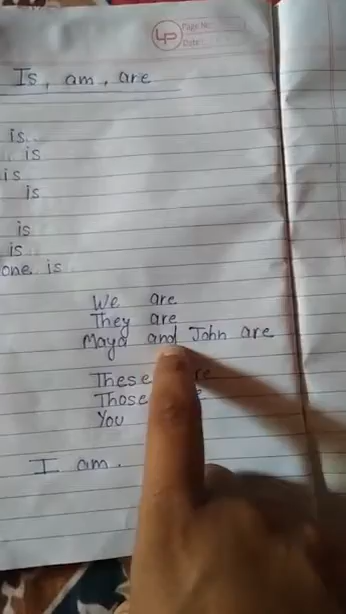 LP Page No.
Date:
Is, am, are
is
is
is
is
is
is
one is
We are
They are
Maya and John are
These
Those
You
I am.